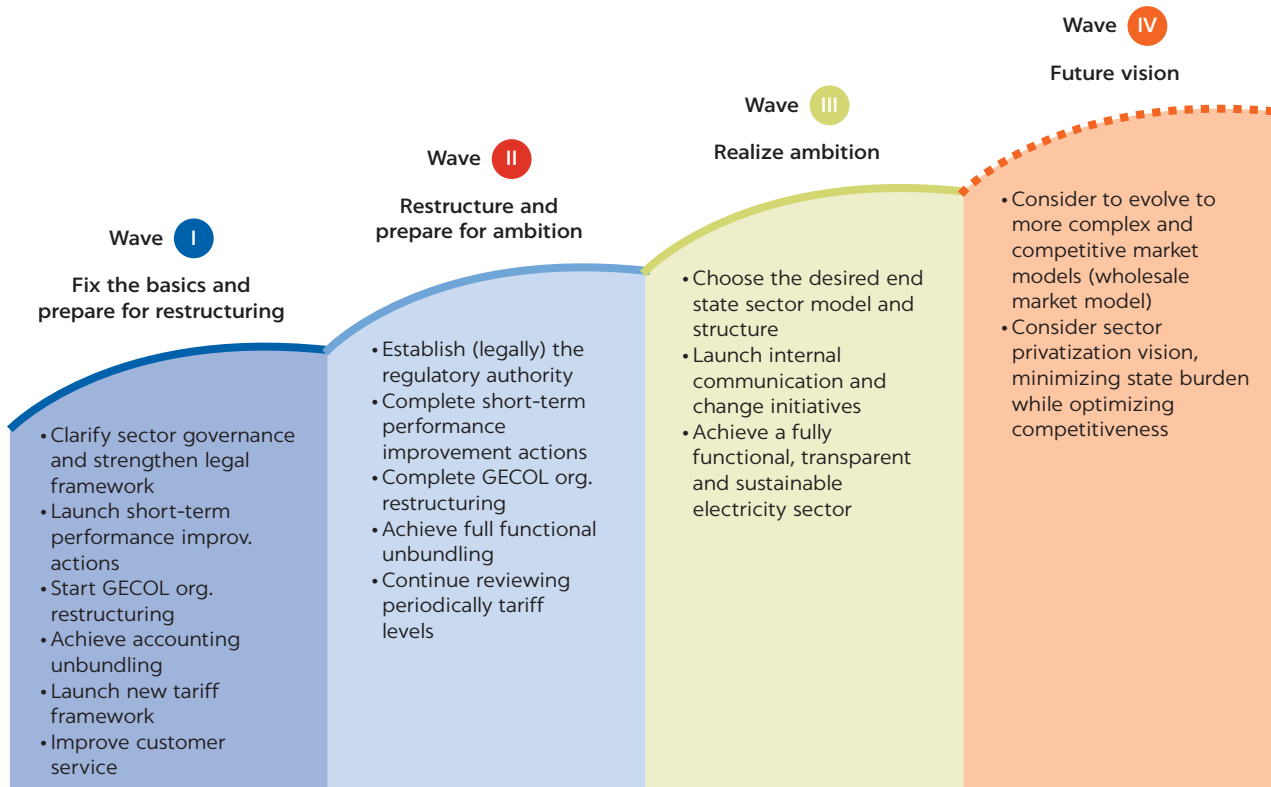 Wave I
Fix the basics and
prepare for restructuring
• Clarify sector governance
and strengthen legal
framework
• Launch short-term
performance improv.
actions
• Start GECOL org.
restructuring
• Achieve accounting
unbundling
• Launch new tariff
framework
• Improve customer
service
Wave II
Restructure and
prepare for ambition
• Establish (legally) the
regulatory authority
• Complete short-term
performance
improvement actions
• Complete GECOL org.
restructuring
• Achieve full functional
unbundling
• Continue reviewing
periodically tariff
levels
Wave III
Realize ambition
• Choose the desired end
state sector model and
structure
• Launch internal
communication and
change initiatives
• Achieve a fully
functional, transparent
and sustainable
electricity sector
Wave IV
Future vision
• Consider to evolve to
more complex and
competitive market
models (wholesale
market model)
• Consider sector
privatization vision,
minimizing state burden
while optimizing
competitiveness